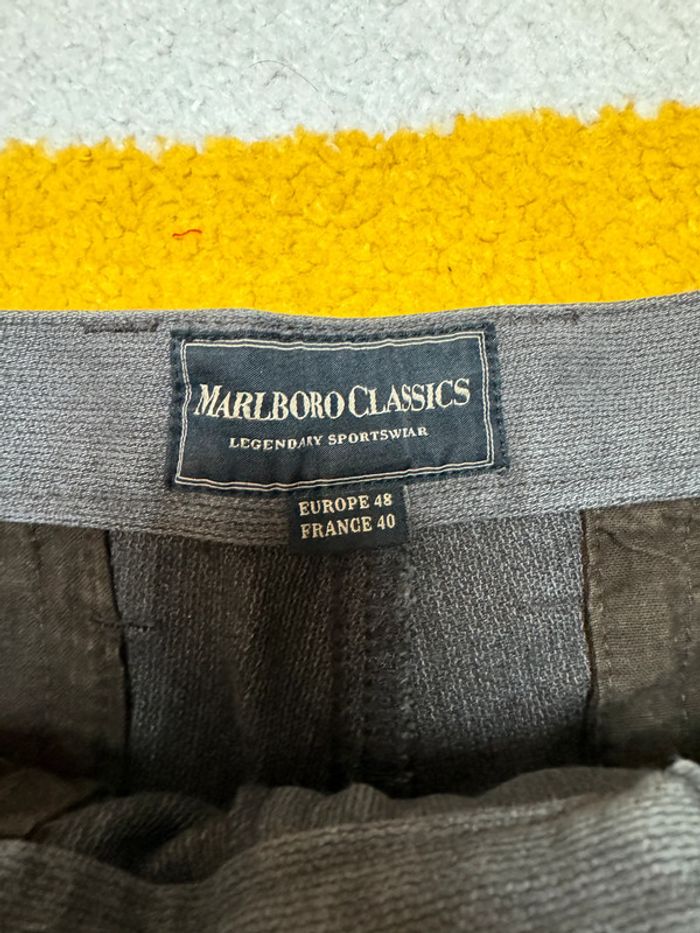 MARLBORO CLASSICS
LEGENDARY SPORTSWEAR
EUROPE 48
FRANCE 40